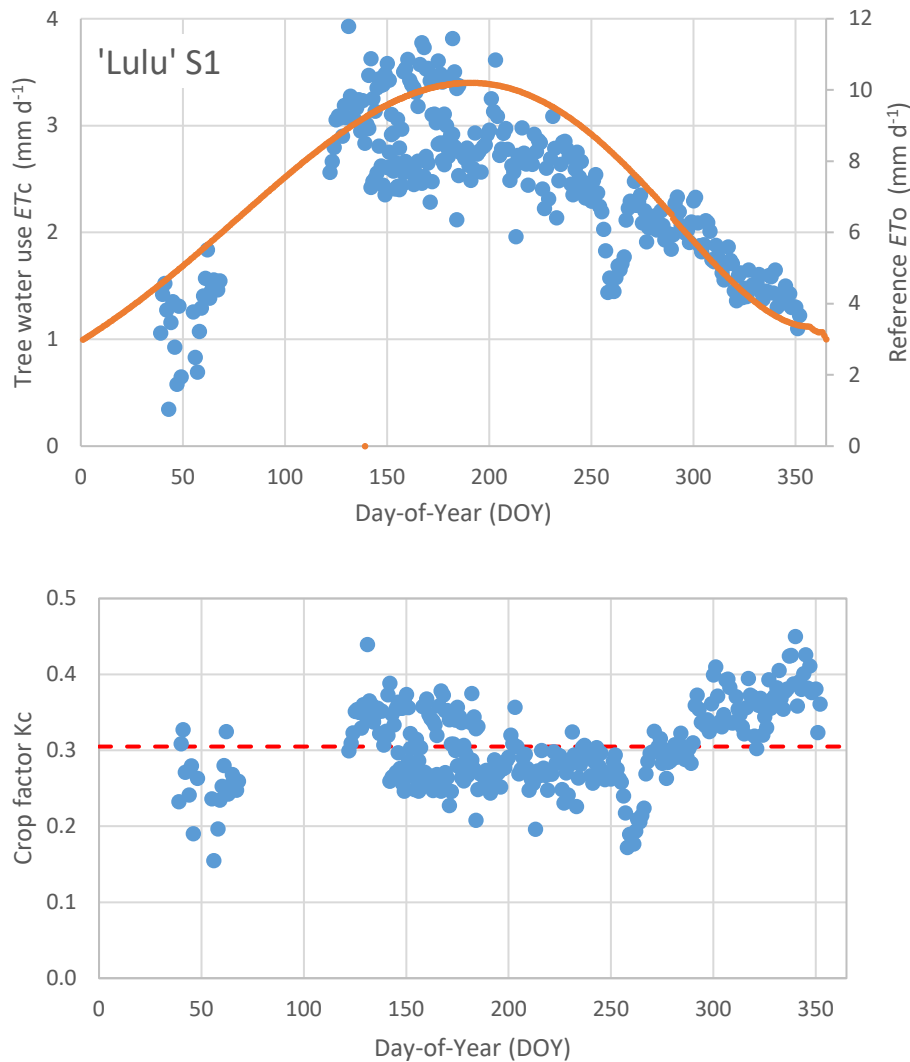 'Lulu' S1
Tree water use ETc (mm d-1)
4
3
2
1
0
Reference ETo (mm d-1)
12
10
8
6
4
2
0
0 50 100 150 200 250 300 350
Day-of-Year (DOY)
Crop factor Kc
0.5
0.4
0.3
0.2
0.1
0.0
0 50 100 150 200 250 300 350
Day-of-Year (DOY)